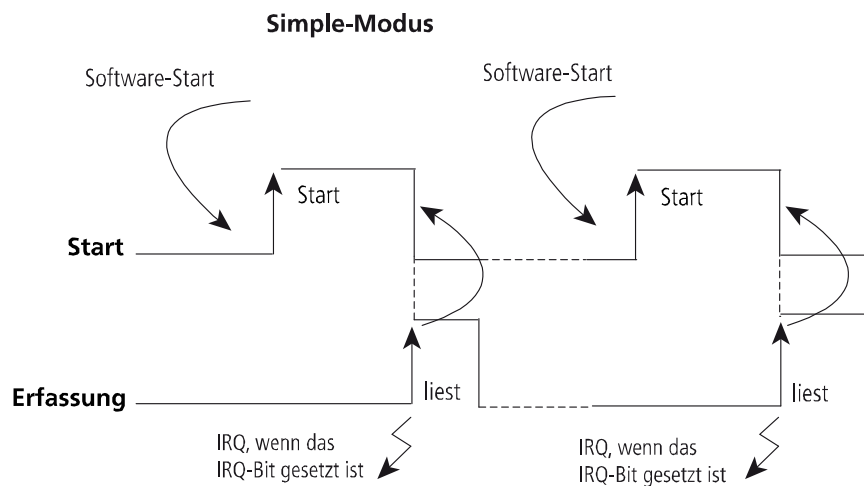 Simple-Modus
Software-Start
Software-Start
Start
Start
Start
Erfassung
liest
liest
IRQ, wenn das
IRQ-Bit gesetzt ist
IRQ, wenn das
IRQ-Bit gesetzt ist